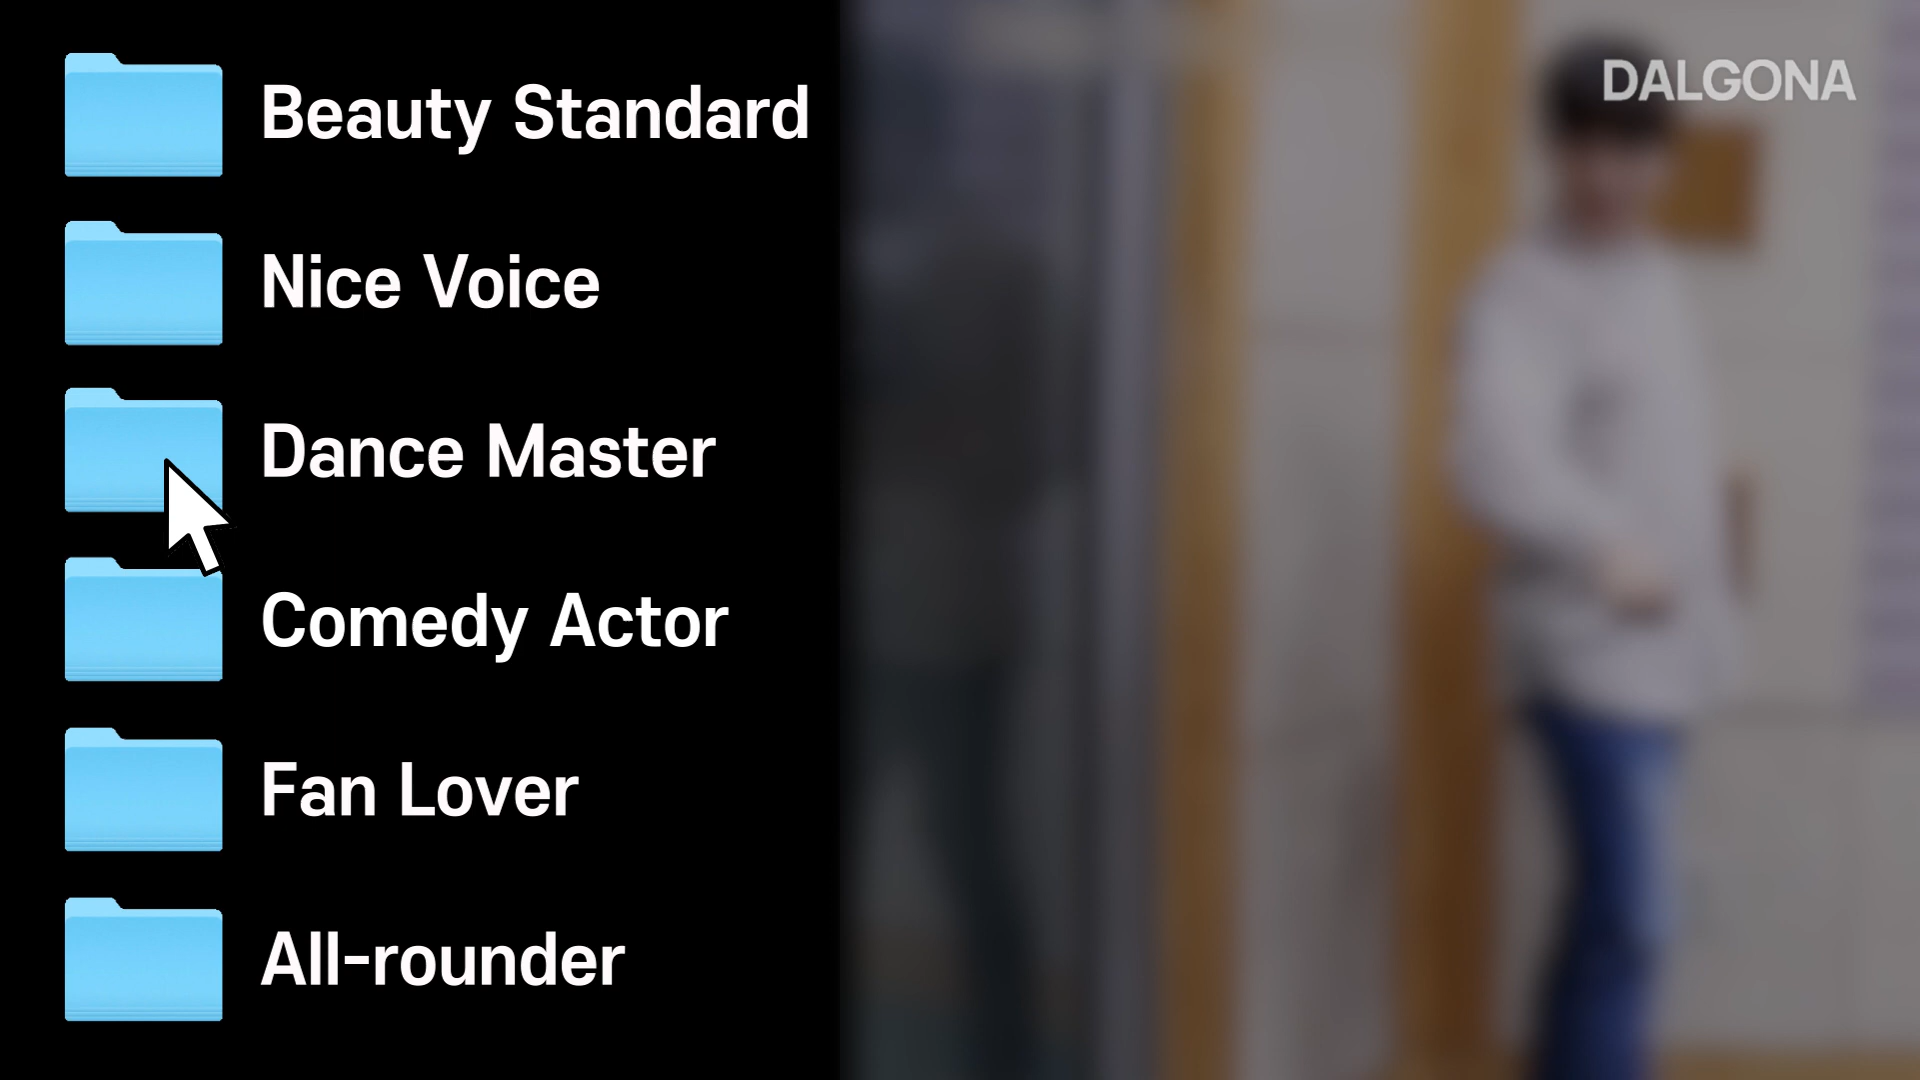 Beauty Standard
DALGONA
Nice Voice
Dance Master
Comedy Actor
Fan Lover
All-rounder